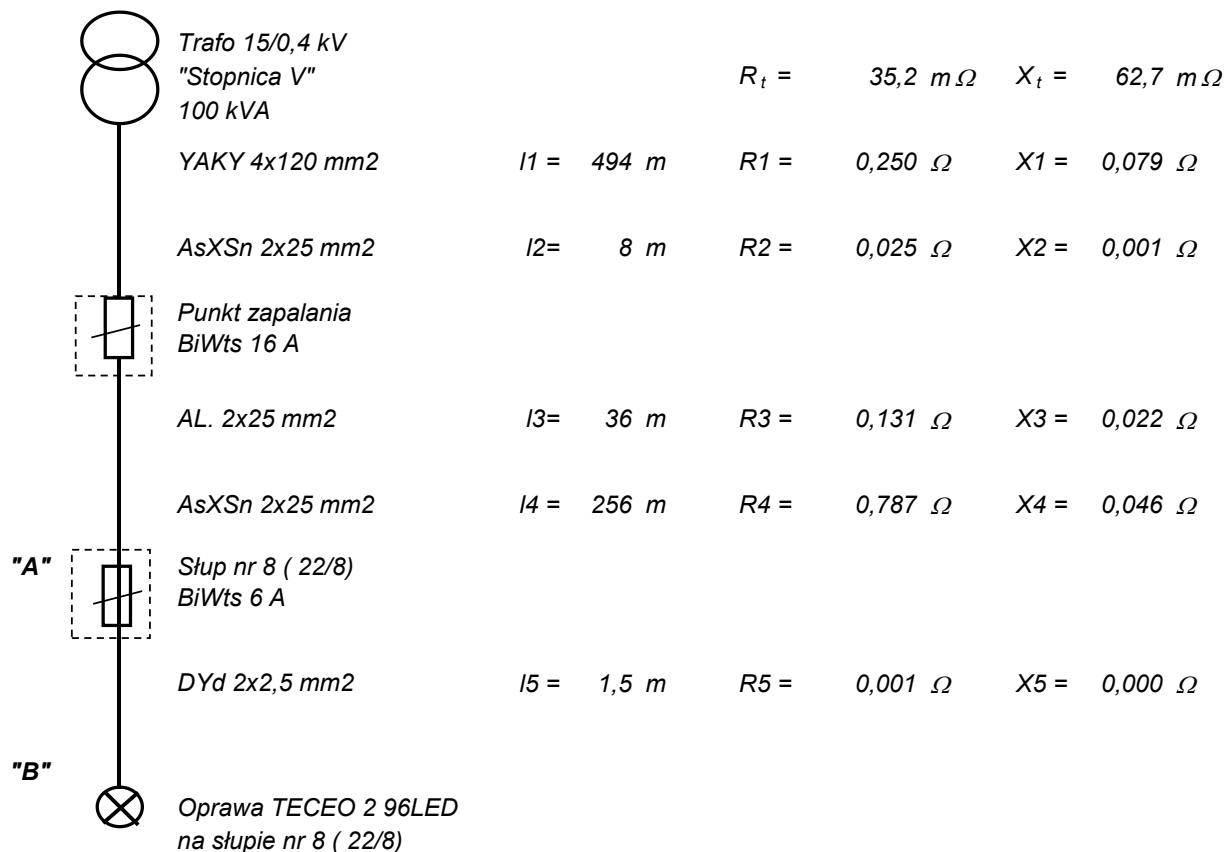 Trafo 15/0,4 kV
"Stopnica V" R t = 35,2 m Ω X t = 62,7 m Ω
100 kVA
YAKY 4x120 mm2 l1 = 494 m R1 = 0,250 Ω X1 = 0,079 Ω
AsXSn 2x25 mm2 l2= 8 m R2 = 0,025 Ω X2 = 0,001 Ω
Punkt zapalania
BiWts 16 A
AL. 2x25 mm2 l3= 36 m R3 = 0,131 Ω X3 = 0,022 Ω
AsXSn 2x25 mm2 l4 = 256 m R4 = 0,787 Ω X4 = 0,046 Ω
"A" Słup nr 8 ( 22/8)
BiWts 6 A
DYd 2x2,5 mm2 l5 = 1,5 m R5 = 0,001 Ω X5 = 0,000 Ω
"B"
Oprawa TECEO 2 96LED
na słupie nr 8 ( 22/8)